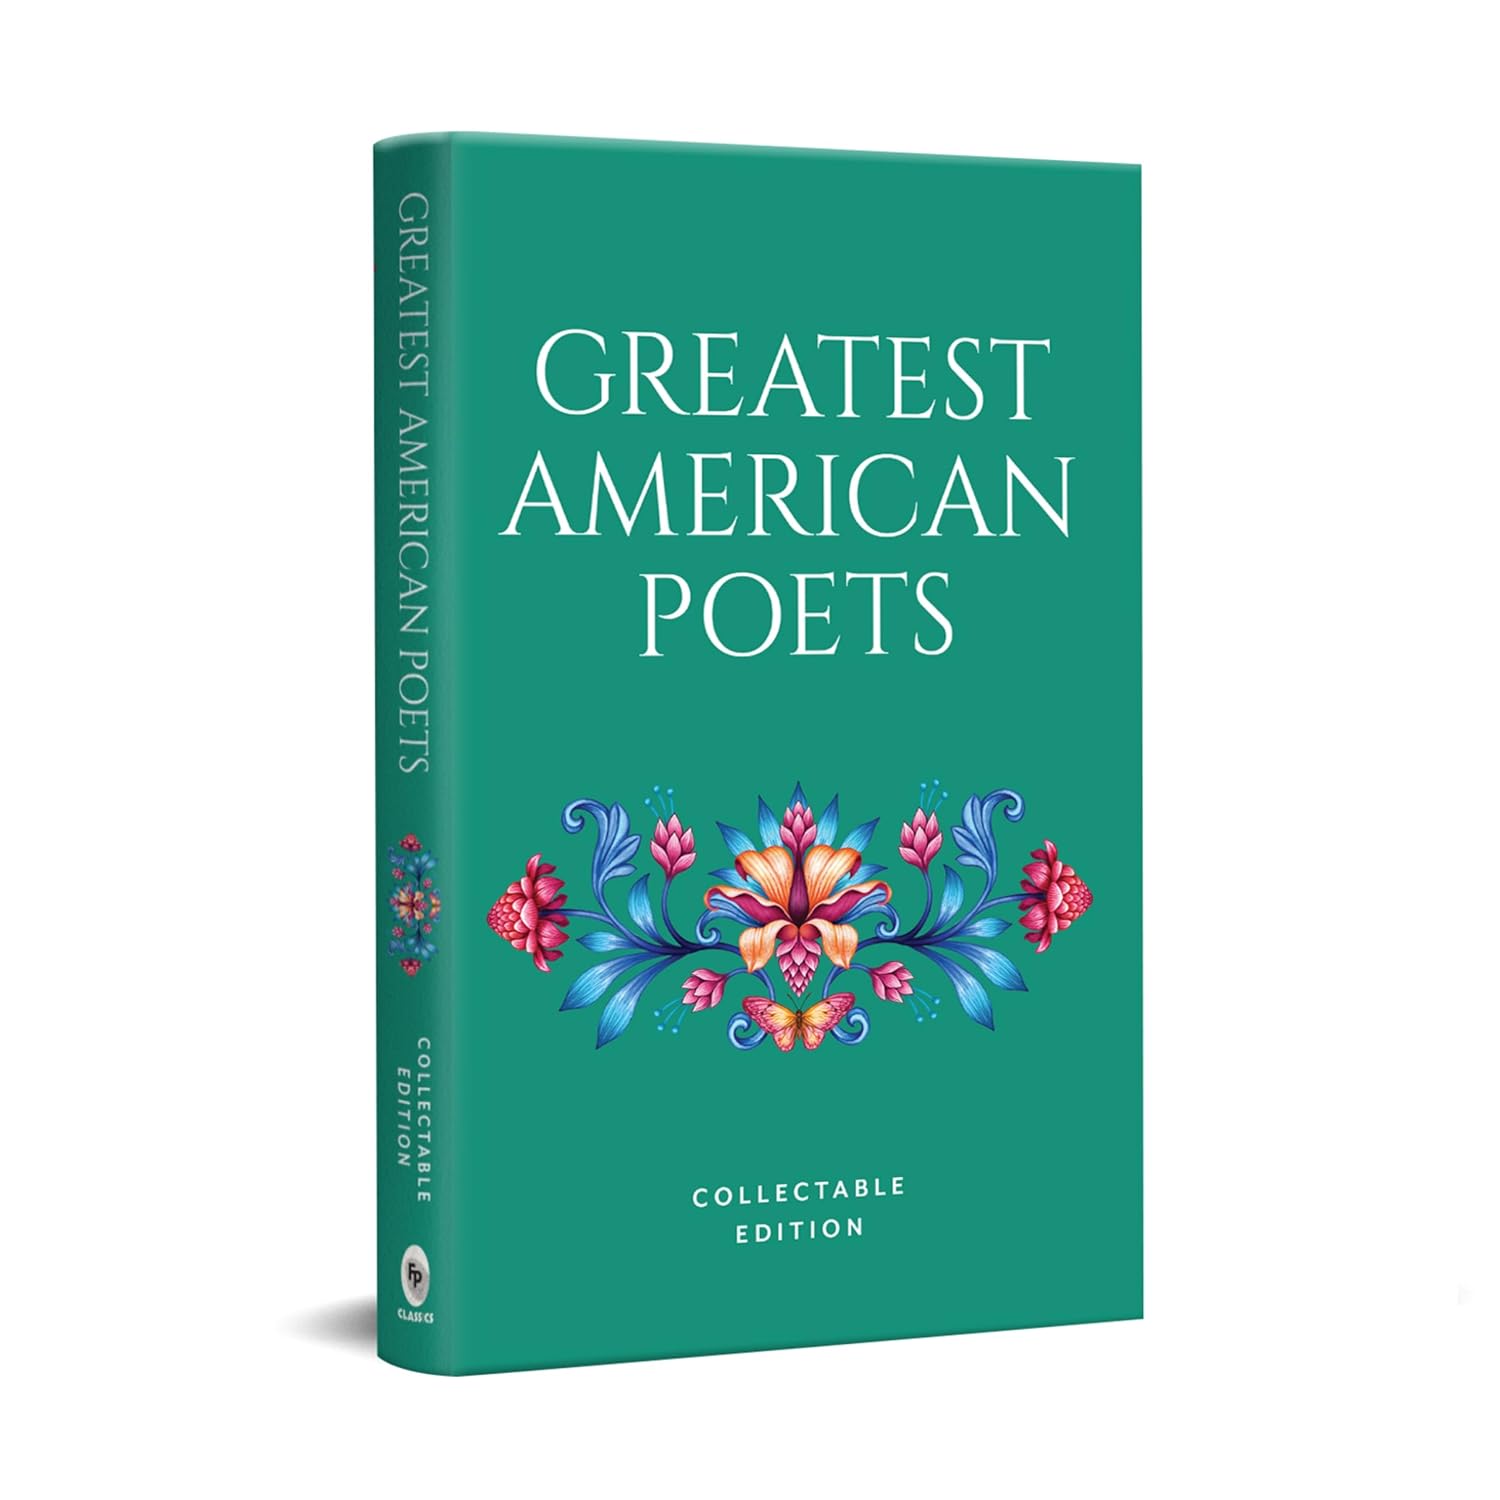 GREATEST
AMERICAN
POETS
COLLECTABLE
EDITION
GREATEST AMERICAN POETS
COLLECTABLE
EDITION
FP
CLASSICS